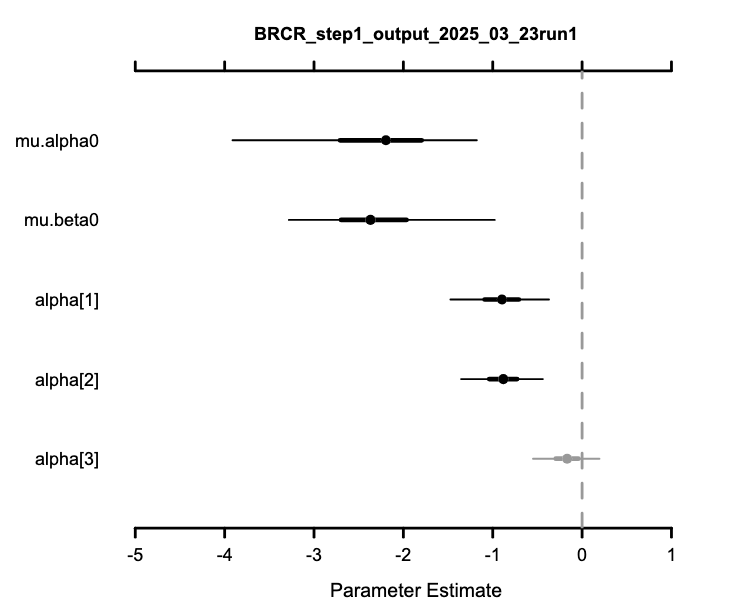 BRCR_step1_output_2025_03_23run1
mu.alpha0
mu.beta0
alpha[1]
alpha[2]
alpha[3]
-5 -4 -3 -2 -1 0 1
Parameter Estimate